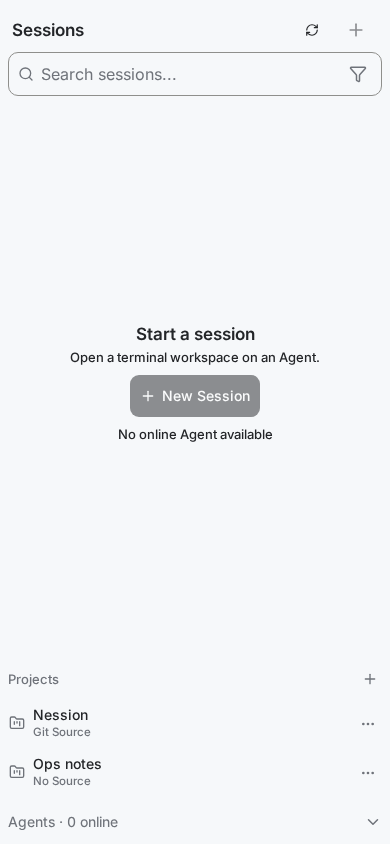 Sessions
Search sessions...
Start a session
Open a terminal workspace on an Agent.
New Session
No online Agent available
Projects
Nession
Git Source
Ops notes
No Source
Agents · 0 online